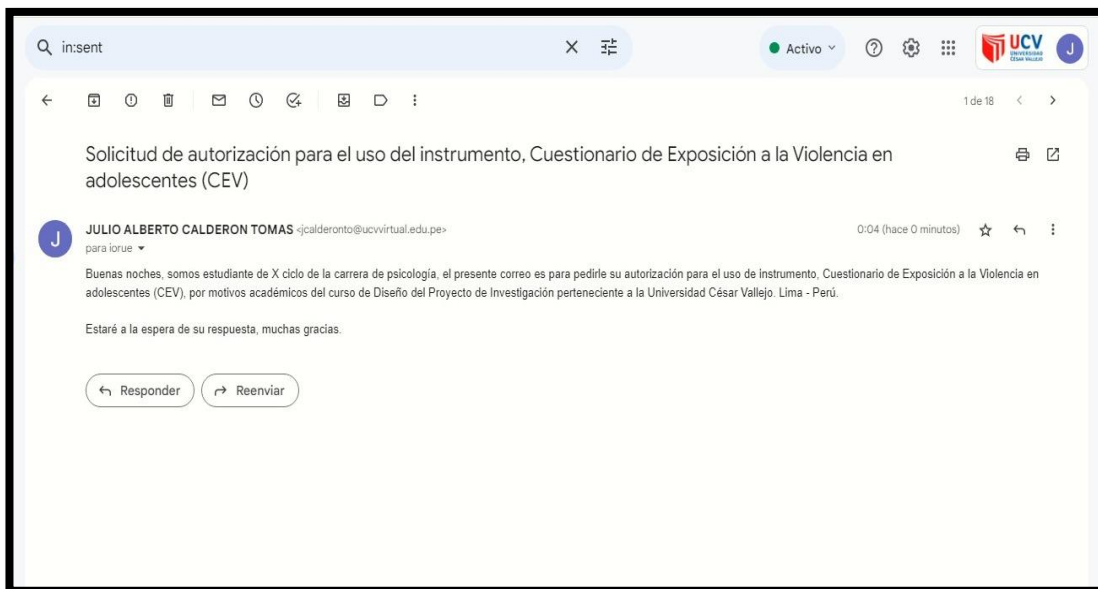 in:sent
Activo
UCV
UNIVERSIDAD
CÉSAR VALLEJO
J
1 de 18
Solicitud de autorización para el uso del instrumento, Cuestionario de Exposición a la Violencia en
adolescentes (CEV)
J
JULIO ALBERTO CALDERON TOMAS <jcalderonto@ucvvirtual.edu.pe>
0:04 (hace 0 minutos)
para iorue
Buenas noches, somos estudiante de X ciclo de la carrera de psicología, el presente correo es para pedirle su autorización para el uso de instrumento, Cuestionario de Exposición a la Violencia en
adolescentes (CEV), por motivos académicos del curso de Diseño del Proyecto de Investigación perteneciente a la Universidad César Vallejo. Lima - Perú.
Estaré a la espera de su respuesta, muchas gracias.
Responder
Reenviar